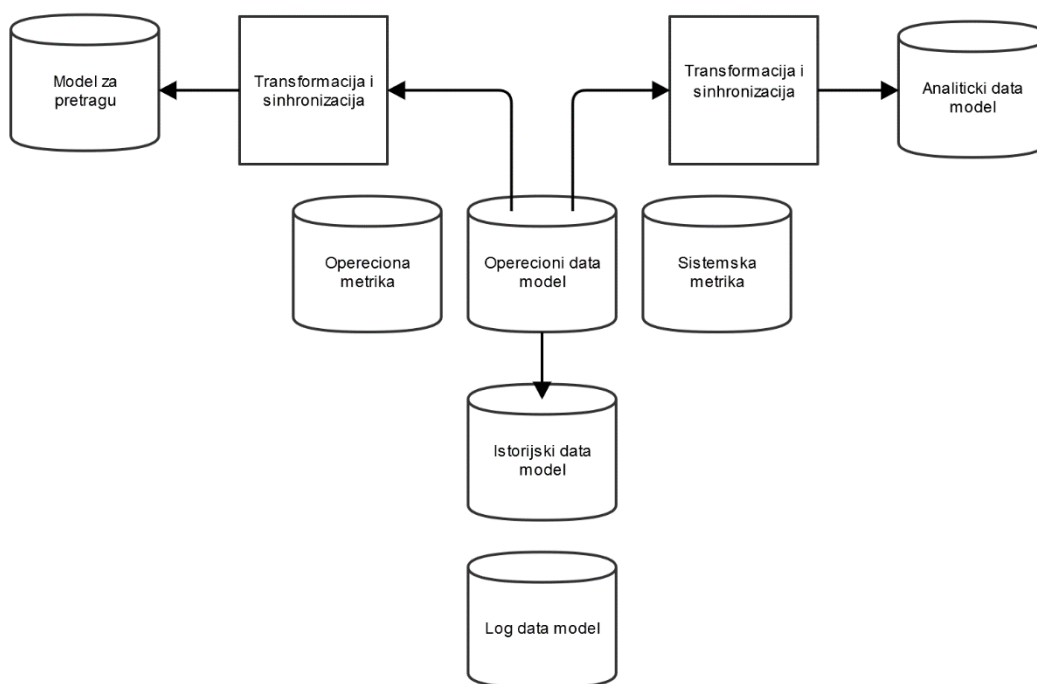 Model za
pretragu
Transformacija i
sinhronizacija
Transformacija i
sinhronizacija
Analiticki data
model
Opereciona
metrika
Operecioni data
model
Sistemska
metrika
Istorijski data
model
Log data model